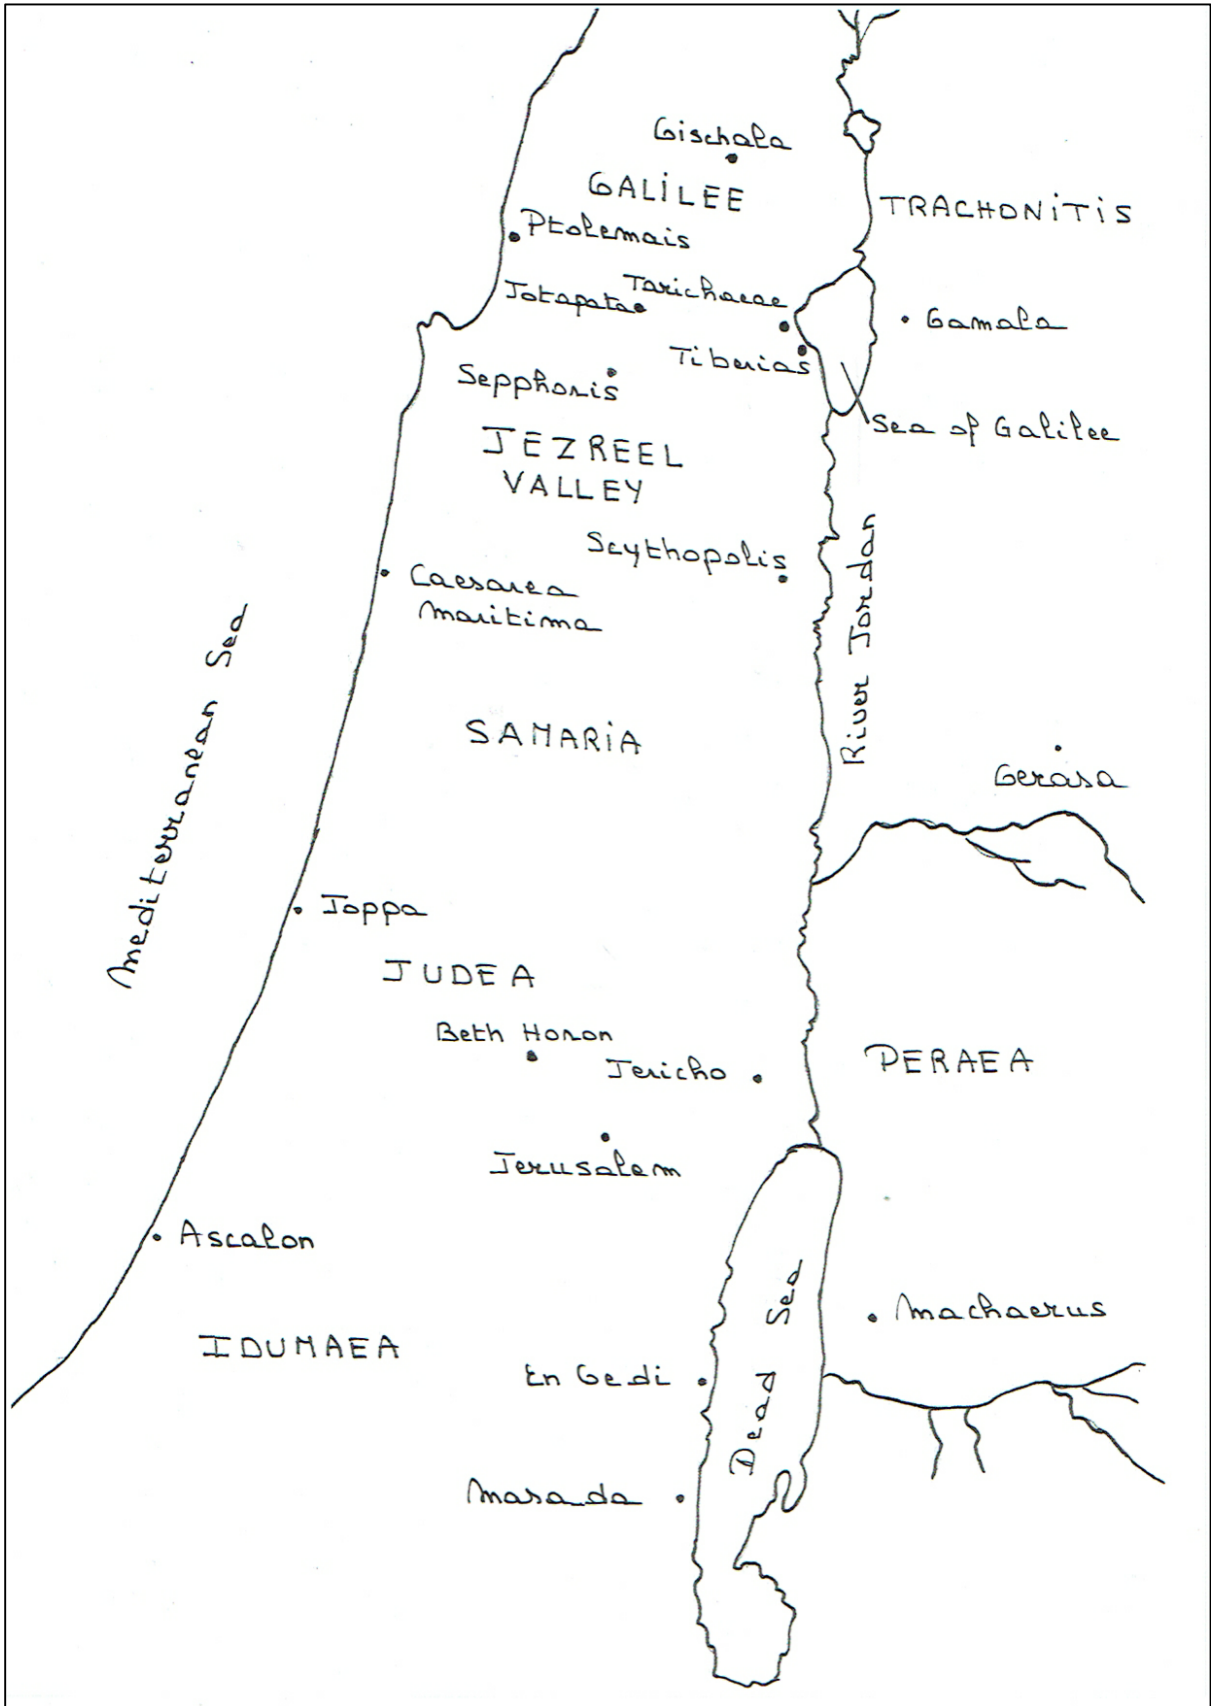 Gischala
GALiLEE
TRACHONiTiS
Ptolemais
Tarichaeae
Jotapata
Gamala
Tiberias
Sepphoris
Sea of Galilee
JEZREEL
VALLEY
Scythopolis
River Jordan
Caesarea
maritima
Mediterranean Sea
SAMARiA
Gerasa
Joppa
JUDEA
Beth Horon
PERAEA
Jericho
Jerusalem
Ascalon
Dead Sea
Machaerus
IDUMAEA
En Gedi
Masada